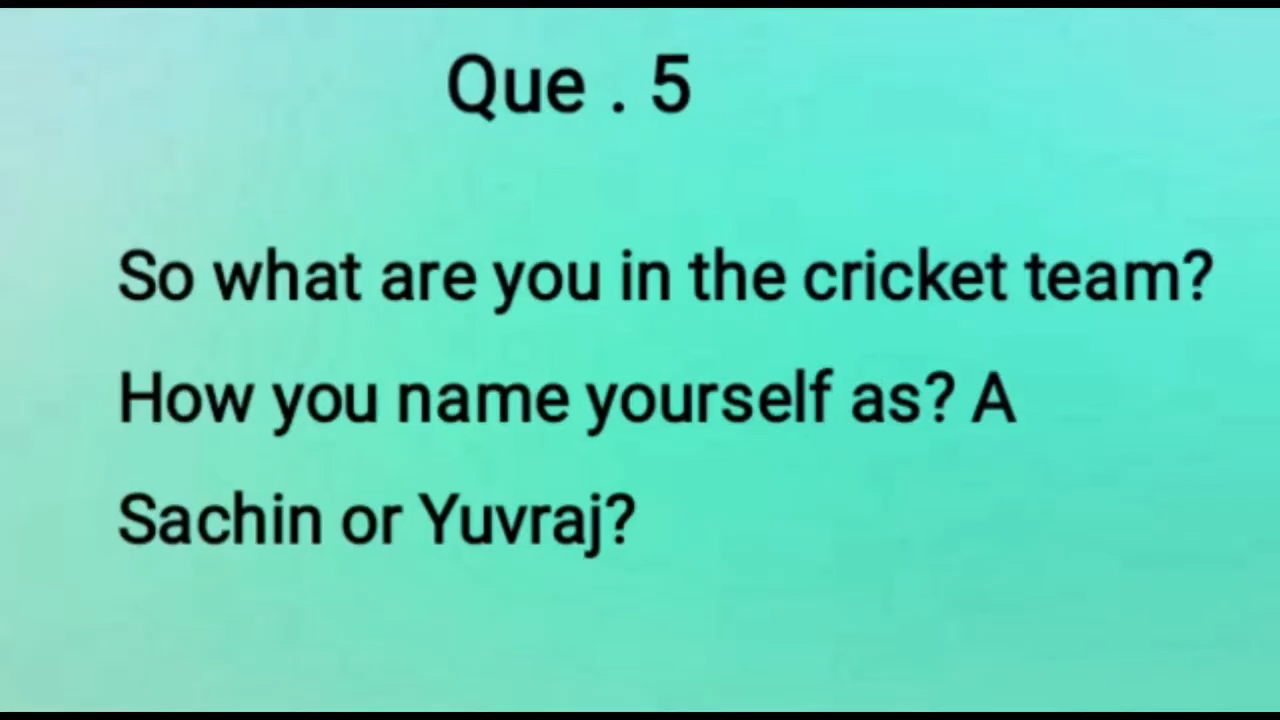 Que . 5
So what are you in the cricket team?
How you name yourself as? A
Sachin or Yuvraj?